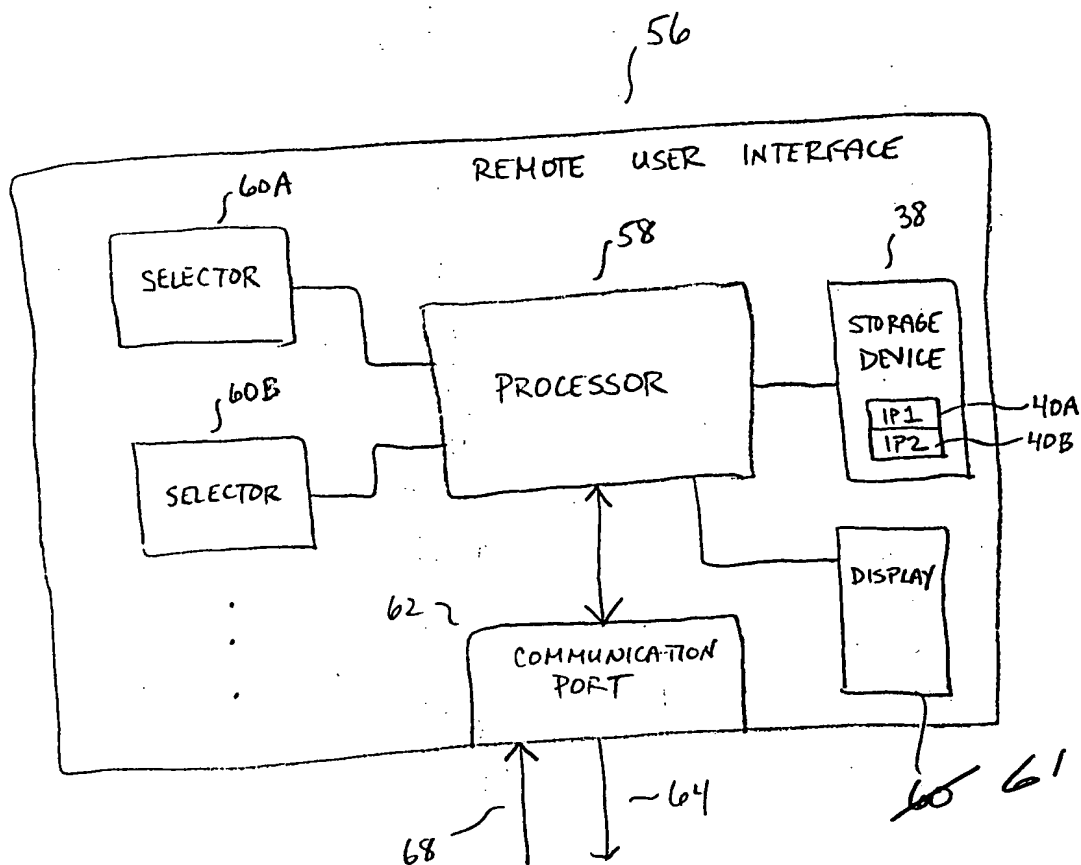 56
REMOTE USER INTERFACE
60A
SELECTOR
58
PROCESSOR
38
STORAGE
DEVICE
IP1
40A
IP2
40B
60B
SELECTOR
DISPLAY
62
COMMUNICATION
PORT
60 61
64
68